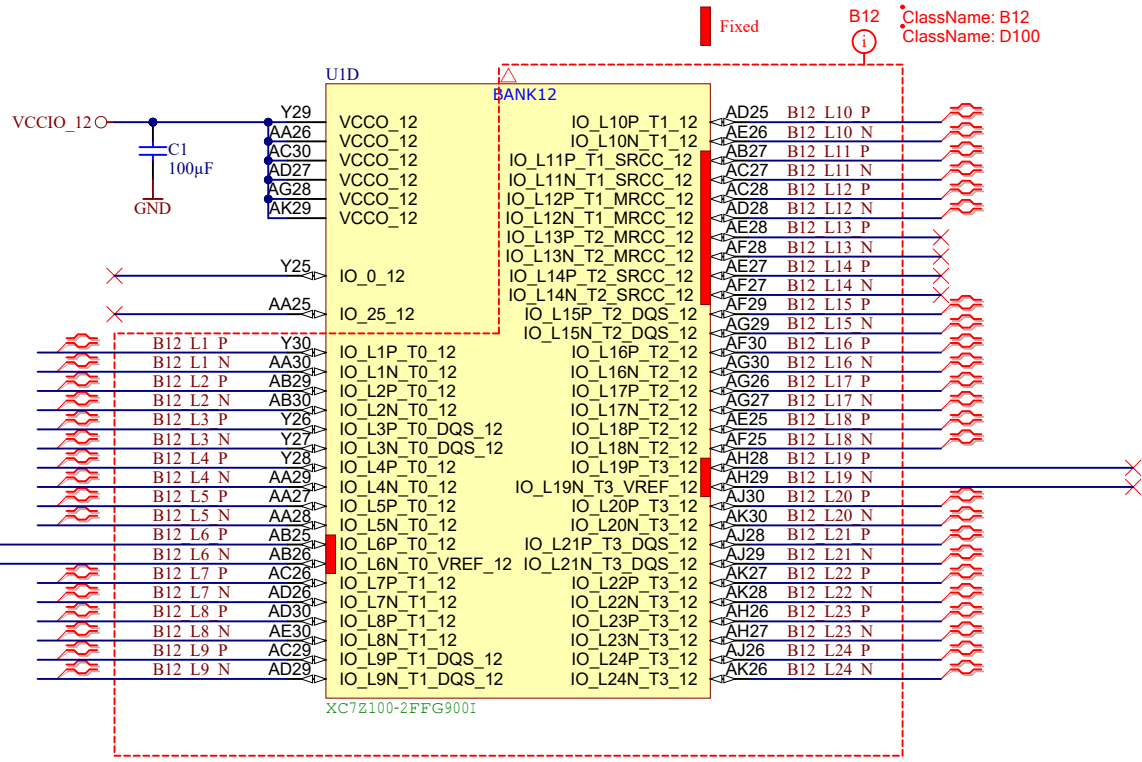 Fixed
B12
ClassName: B12
ClassName: D100
U1D
BANK12
VCCIO_12
C1
100µF
GND
Y29 VCCO_12
AA26 VCCO_12
AC30 VCCO_12
AD27 VCCO_12
AG28 VCCO_12
AK29 VCCO_12
Y25 IO_0_12
AA25 IO_25_12
B12 L1 P Y30 IO_L1P_T0_12
B12 L1 N AA30 IO_L1N_T0_12
B12 L2 P AB29 IO_L2P_T0_12
B12 L2 N AB30 IO_L2N_T0_12
B12 L3 P Y26 IO_L3P_T0_DQS_12
B12 L3 N Y27 IO_L3N_T0_DQS_12
B12 L4 P Y28 IO_L4P_T0_12
B12 L4 N AA29 IO_L4N_T0_12
B12 L5 P AA27 IO_L5P_T0_12
B12 L5 N AA28 IO_L5N_T0_12
B12 L6 P AB25 IO_L6P_T0_12
B12 L6 N AB26 IO_L6N_T0_VREF_12
B12 L7 P AC26 IO_L7P_T1_12
B12 L7 N AD26 IO_L7N_T1_12
B12 L8 P AD30 IO_L8P_T1_12
B12 L8 N AE30 IO_L8N_T1_12
B12 L9 P AC29 IO_L9P_T1_DQS_12
B12 L9 N AD29 IO_L9N_T1_DQS_12
IO_L10P_T1_12 AD25 B12 L10 P
IO_L10N_T1_12 AE26 B12 L10 N
IO_L11P_T1_SRCC_12 AB27 B12 L11 P
IO_L11N_T1_SRCC_12 AC27 B12 L11 N
IO_L12P_T1_MRCC_12 AC28 B12 L12 P
IO_L12N_T1_MRCC_12 AD28 B12 L12 N
IO_L13P_T2_MRCC_12 AE28 B12 L13 P
IO_L13N_T2_MRCC_12 AF28 B12 L13 N
IO_L14P_T2_SRCC_12 AE27 B12 L14 P
IO_L14N_T2_SRCC_12 AF27 B12 L14 N
IO_L15P_T2_DQS_12 AF29 B12 L15 P
IO_L15N_T2_DQS_12 AG29 B12 L15 N
IO_L16P_T2_12 AF30 B12 L16 P
IO_L16N_T2_12 AG30 B12 L16 N
IO_L17P_T2_12 AG26 B12 L17 P
IO_L17N_T2_12 AG27 B12 L17 N
IO_L18P_T2_12 AE25 B12 L18 P
IO_L18N_T2_12 AF25 B12 L18 N
IO_L19P_T3_12 AH28 B12 L19 P
IO_L19N_T3_VREF_12 AH29 B12 L19 N
IO_L20P_T3_12 AJ30 B12 L20 P
IO_L20N_T3_12 AK30 B12 L20 N
IO_L21P_T3_DQS_12 AJ28 B12 L21 P
IO_L21N_T3_DQS_12 AJ29 B12 L21 N
IO_L22P_T3_12 AK27 B12 L22 P
IO_L22N_T3_12 AK28 B12 L22 N
IO_L23P_T3_12 AH26 B12 L23 P
IO_L23N_T3_12 AH27 B12 L23 N
IO_L24P_T3_12 AJ26 B12 L24 P
IO_L24N_T3_12 AK26 B12 L24 N
XC7Z100-2FFG900I